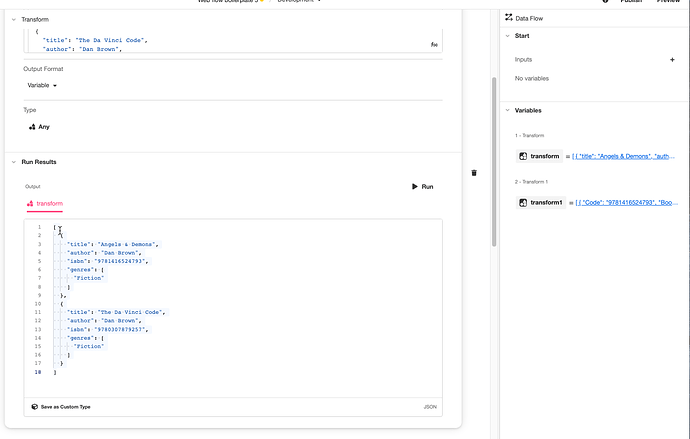 Web flow boilerplate 3
Development
Publish
Preview
Transform
{
"title": "The Da Vinci Code",
"author": "Dan Brown",
fx
Output Format
Variable
Type
Any
Run Results
Output
Run
transform
1 [
2 {
3 "title": "Angels & Demons",
4 "author": "Dan Brown",
5 "isbn": "9781416524793",
6 "genres": [
7 "Fiction"
8 ]
9 },
10 {
11 "title": "The Da Vinci Code",
12 "author": "Dan Brown",
13 "isbn": "9780307879257",
14 "genres": [
15 "Fiction"
16 ]
17 }
18 ]
Save as Custom Type
JSON
Data Flow
Start
Inputs
+
No variables
Variables
1 - Transform
transform = [ { "title": "Angels & Demons", "auth...
2 - Transform 1
transform1 = [ { "Code": "9781416524793", "Boo...